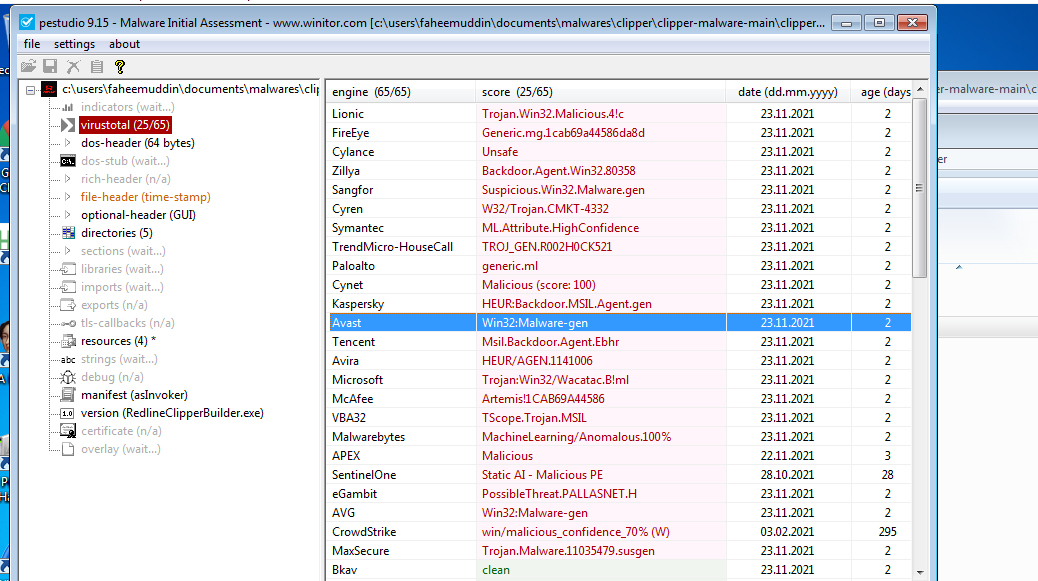 pestudio 9.15 - Malware Initial Assessment - www.winitor.com [c:\users\faheemuddin\documents\malwares\clipper\clipper-malware-main\clipper...
file settings about
c:\users\faheemuddin\documents\malwares\cli
indicators (wait...)
virustotal (25/65)
dos-header (64 bytes)
dos-stub (wait...)
rich-header (n/a)
file-header (time-stamp)
optional-header (GUI)
directories (5)
sections (wait...)
libraries (wait...)
imports (wait...)
exports (n/a)
tls-callbacks (n/a)
resources (4) *
abc strings (wait...)
debug (n/a)
manifest (asInvoker)
1.0 version (RedlineClipperBuilder.exe)
certificate (n/a)
overlay (wait...)
engine (65/65) score (25/65) date (dd.mm.yyyy) age (days
Lionic Trojan.Win32.Malicious.4!c 23.11.2021 2
FireEye Generic.mg.1cab69a44586da8d 23.11.2021 2
Cylance Unsafe 23.11.2021 2
Zillya Backdoor.Agent.Win32.80358 23.11.2021 2
Sangfor Suspicious.Win32.Malware.gen 23.11.2021 2
Cyren W32/Trojan.CMKT-4332 23.11.2021 2
Symantec ML.Attribute.HighConfidence 23.11.2021 2
TrendMicro-HouseCall TROJ_GEN.R002H0CK521 23.11.2021 2
Paloalto generic.ml 23.11.2021 2
Cynet Malicious (score: 100) 23.11.2021 2
Kaspersky HEUR:Backdoor.MSIL.Agent.gen 23.11.2021 2
Avast Win32:Malware-gen 23.11.2021 2
Tencent Msil.Backdoor.Agent.Ebhr 23.11.2021 2
Avira HEUR/AGEN.1141006 23.11.2021 2
Microsoft Trojan:Win32/Wacatac.B!ml 23.11.2021 2
McAfee Artemis!1CAB69A44586 23.11.2021 2
VBA32 TScope.Trojan.MSIL 23.11.2021 2
Malwarebytes MachineLearning/Anomalous.100% 23.11.2021 2
APEX Malicious 22.11.2021 3
SentinelOne Static AI - Malicious PE 28.10.2021 28
eGambit PossibleThreat.PALLASNET.H 23.11.2021 2
AVG Win32:Malware-gen 23.11.2021 2
CrowdStrike win/malicious_confidence_70% (W) 03.02.2021 295
MaxSecure Trojan.Malware.11035479.susgen 23.11.2021 2
Bkav clean 23.11.2021 2
er-malware-main\c
er